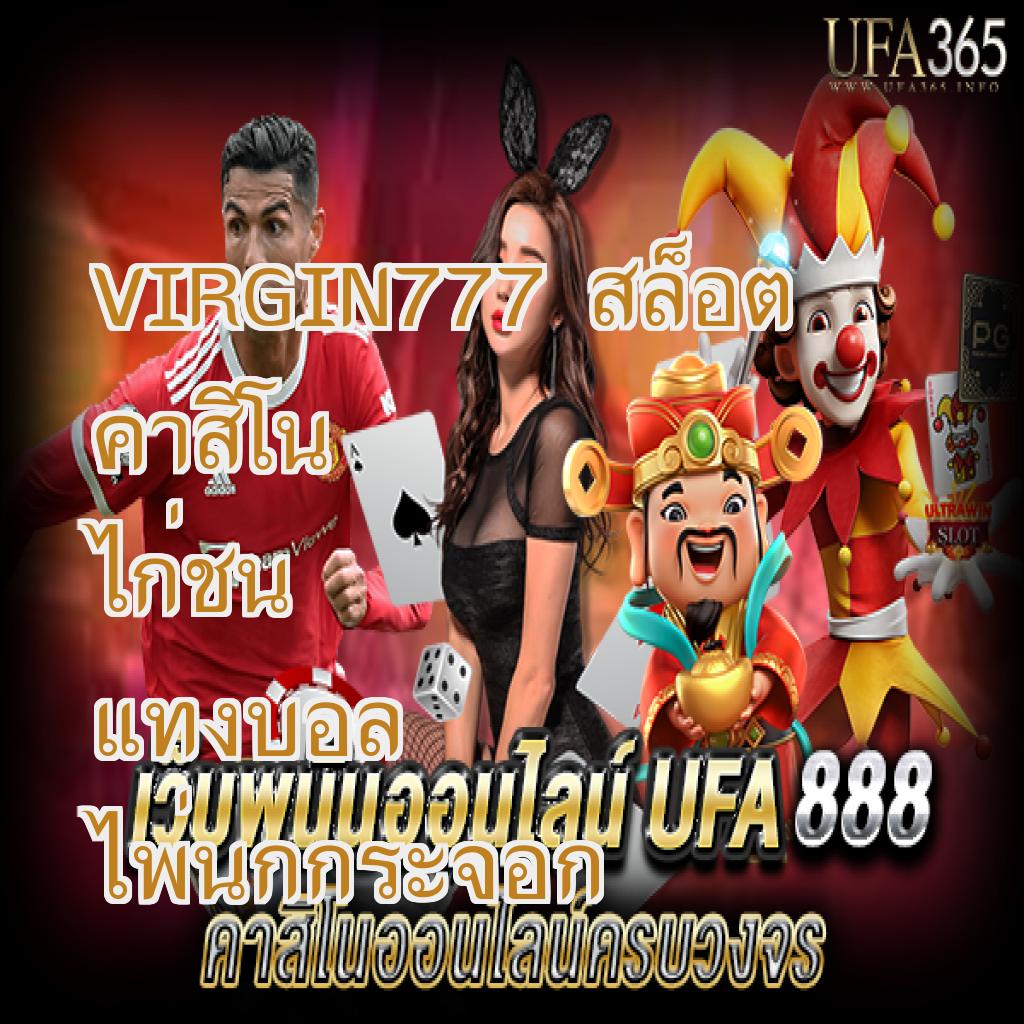 UFA365
WWW.UFA365.INFO
VIRGIN777 สล็อต
คาสิโน
ไก่ชน
แทงบอล
ไพ่นกกระจอก
เว็บพนันออนไลน์ UFA 888
คาสิโนออนไลน์ครบวงจร
A
PG
ULTRAWIN
SLOT